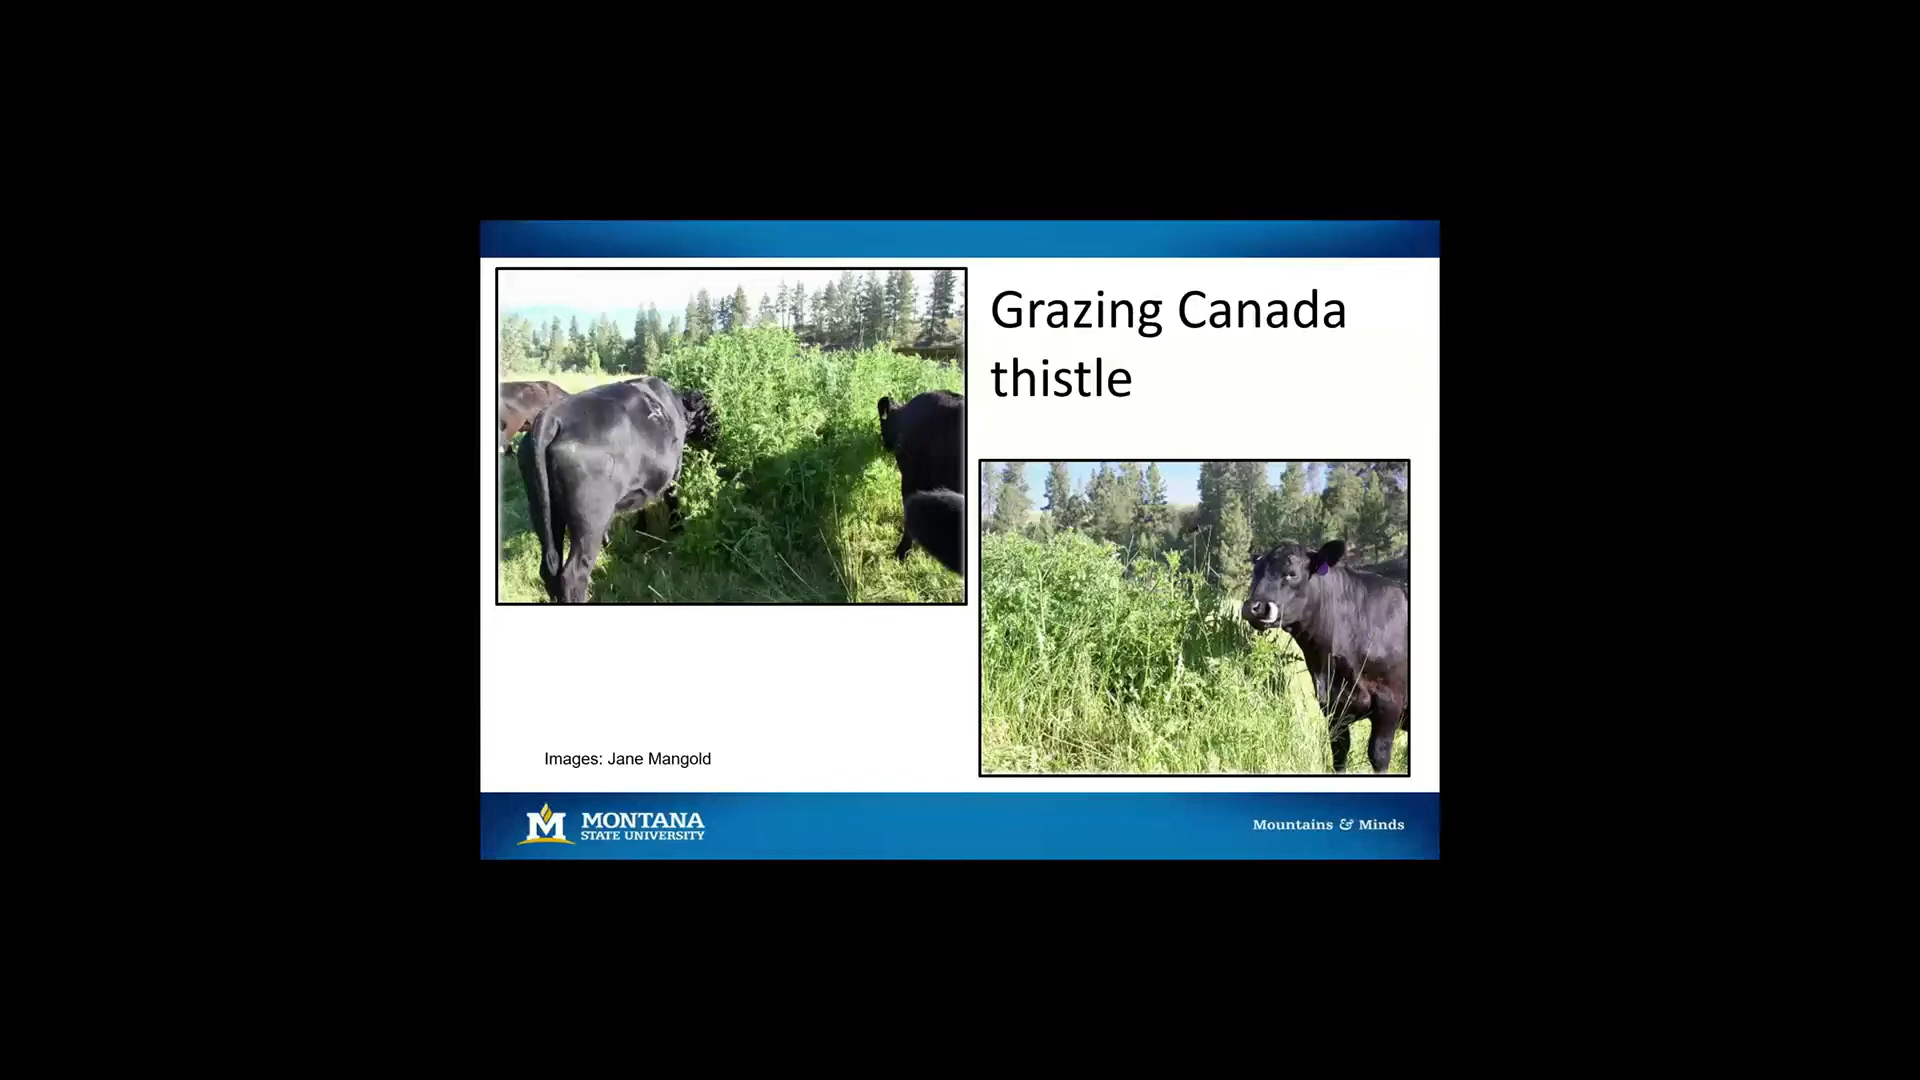 Grazing Canada
thistle
Images: Jane Mangold
M MONTANA
STATE UNIVERSITY
Mountains & Minds